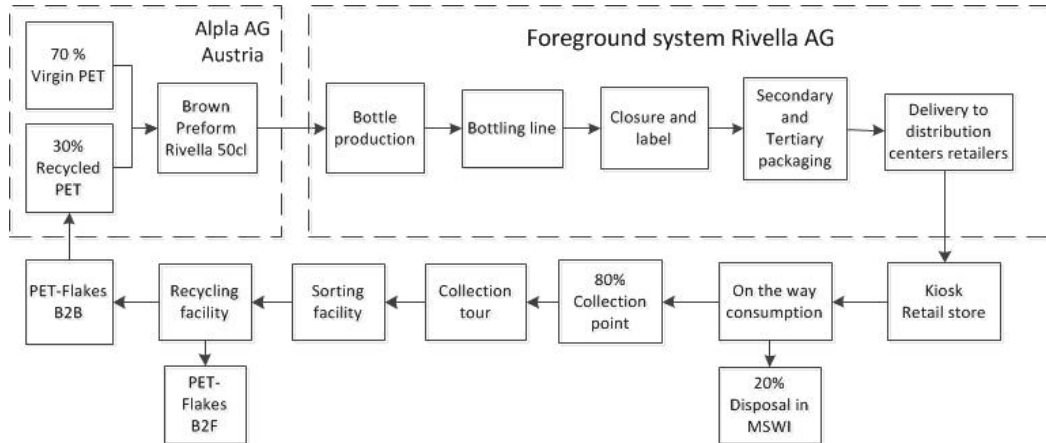 Alpla AG
Austria
Foreground system Rivella AG
70 %
Virgin PET
30%
Recycled
PET
Brown
Preform
Rivella 50cl
Bottle
production
Bottling line
Closure and
label
Secondary
and
Tertiary
packaging
Delivery to
distribution
centers retailers
PET-Flakes
B2B
Recycling
facility
Sorting
facility
Collection
tour
80%
Collection
point
On the way
consumption
Kiosk
Retail store
PET-
Flakes
B2F
20%
Disposal in
MSWI